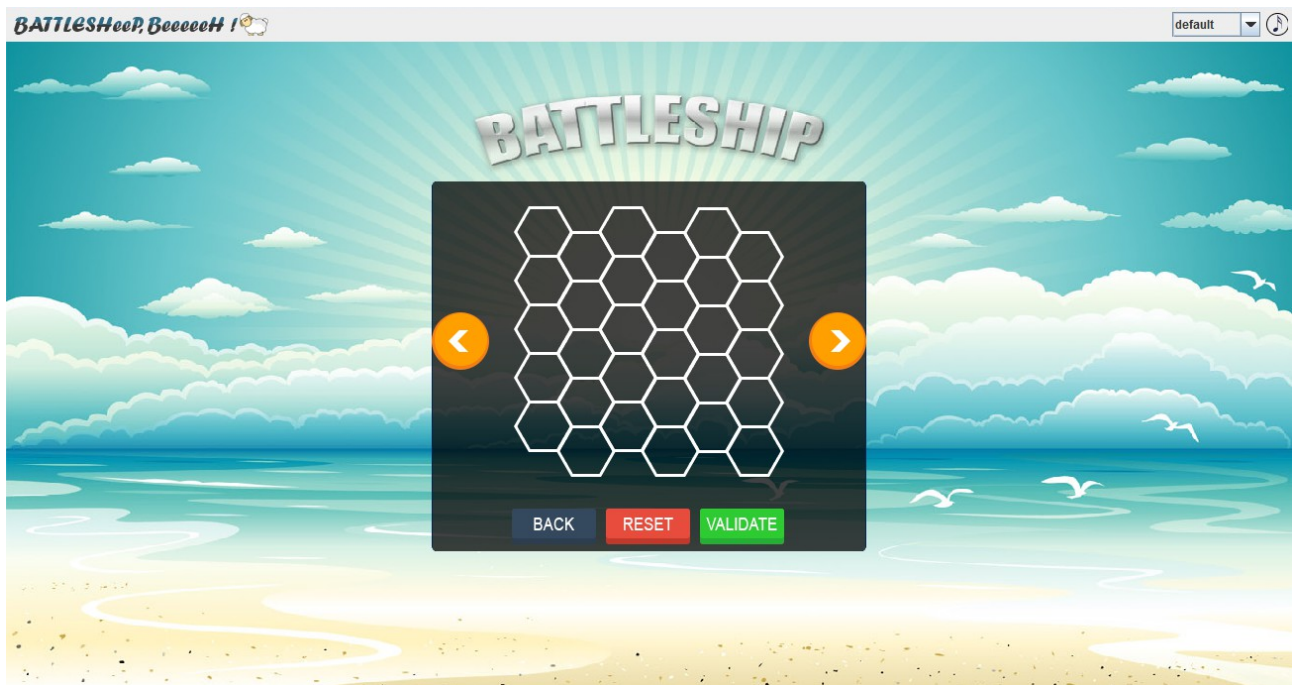 BATTLESHeeP, BeeeeeH !
default
BATTLESHIP
BACK
RESET
VALIDATE